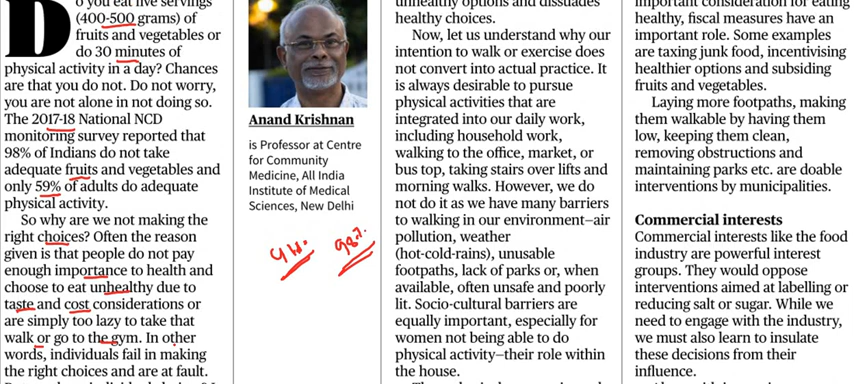 D
o you eat five servings
(400-500 grams) of
fruits and vegetables or
do 30 minutes of
physical activity in a day? Chances
are that you do not. Do not worry,
you are not alone in not doing so.
The 2017-18 National NCD
monitoring survey reported that
98% of Indians do not take
adequate fruits and vegetables and
only 59% of adults do adequate
physical activity.
So why are we not making the
right choices? Often the reason
given is that people do not pay
enough importance to health and
choose to eat unhealthy due to
taste and cost considerations or
are simply too lazy to take that
walk or go to the gym. In other
words, individuals fail in making
the right choices and are at fault.
Anand Krishnan
is Professor at Centre
for Community
Medicine, All India
Institute of Medical
Sciences, New Delhi
98%
unhealthy options and dissuades
healthy choices.
Now, let us understand why our
intention to walk or exercise does
not convert into actual practice. It
is always desirable to pursue
physical activities that are
integrated into our daily work,
including household work,
walking to the office, market, or
bus top, taking stairs over lifts and
morning walks. However, we do
not do it as we have many barriers
to walking in our environment—air
pollution, weather
(hot-cold-rains), unusable
footpaths, lack of parks or, when
available, often unsafe and poorly
lit. Socio-cultural barriers are
equally important, especially for
women not being able to do
physical activity—their role within
the house.
important consideration for eating
healthy, fiscal measures have an
important role. Some examples
are taxing junk food, incentivising
healthier options and subsiding
fruits and vegetables.
Laying more footpaths, making
them walkable by having them
low, keeping them clean,
removing obstructions and
maintaining parks etc. are doable
interventions by municipalities.
Commercial interests
Commercial interests like the food
industry are powerful interest
groups. They would oppose
interventions aimed at labelling or
reducing salt or sugar. While we
need to engage with the industry,
we must also learn to insulate
these decisions from their
influence.